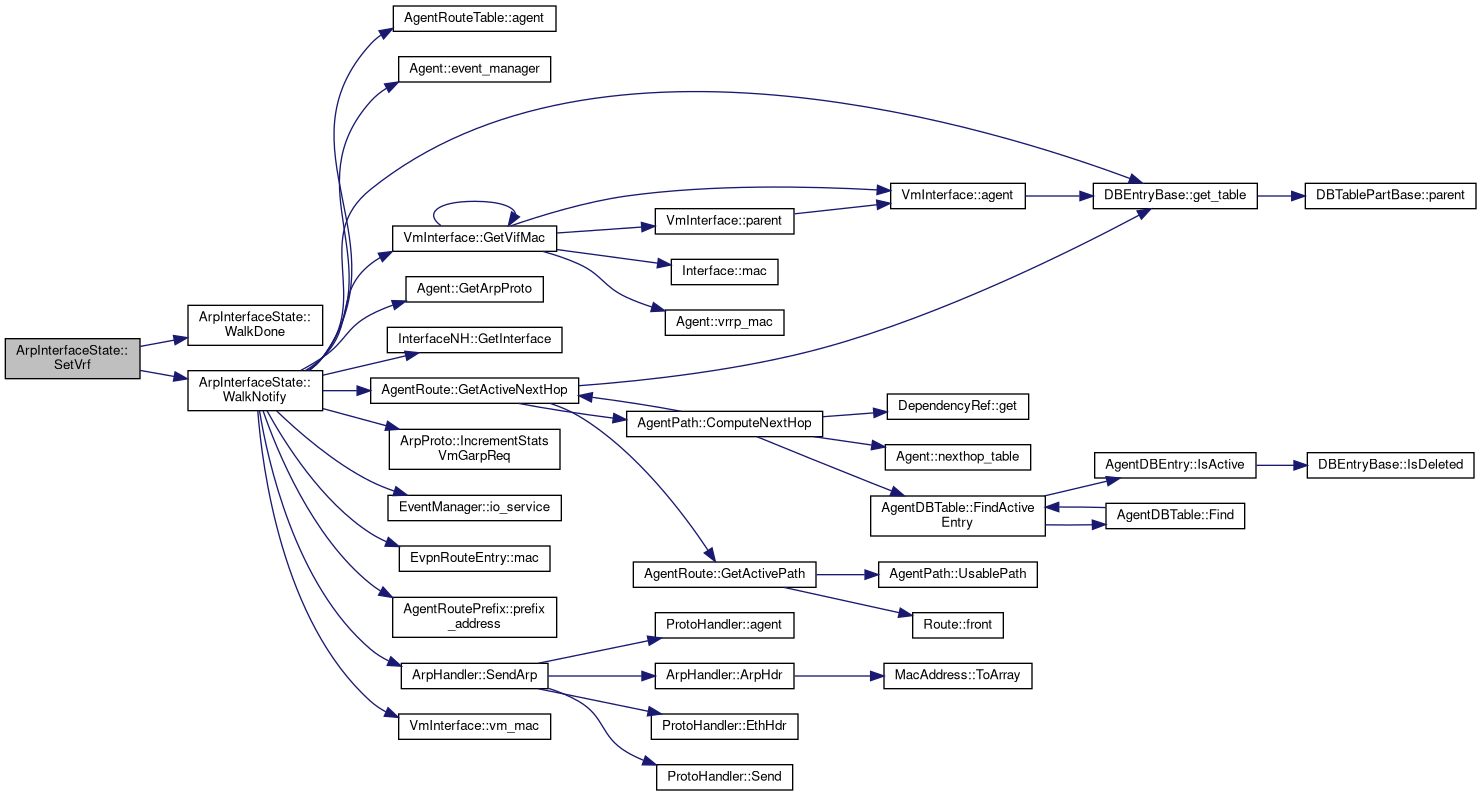 ArpInterfaceState::
SetVrf
ArpInterfaceState::
WalkDone
ArpInterfaceState::
WalkNotify
AgentRouteTable::agent
Agent::event_manager
VmInterface::GetVifMac
Agent::GetArpProto
InterfaceNH::GetInterface
AgentRoute::GetActiveNextHop
ArpProto::IncrementStats
VmGarpReq
EventManager::io_service
EvpnRouteEntry::mac
AgentRoutePrefix::prefix
_address
ArpHandler::SendArp
VmInterface::vm_mac
VmInterface::parent
Interface::mac
Agent::vrrp_mac
AgentPath::ComputeNextHop
AgentRoute::GetActivePath
ProtoHandler::agent
ArpHandler::ArpHdr
ProtoHandler::EthHdr
ProtoHandler::Send
VmInterface::agent
DependencyRef::get
Agent::nexthop_table
AgentDBTable::FindActive
Entry
AgentPath::UsablePath
Route::front
MacAddress::ToArray
DBEntryBase::get_table
AgentDBEntry::IsActive
AgentDBTable::Find
DBTablePartBase::parent
DBEntryBase::IsDeleted